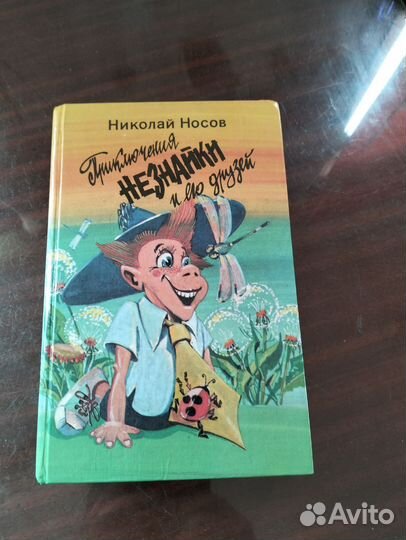 Николай Носов
Приключения
НЕЗНАЙКИ
и его друзей
Avito